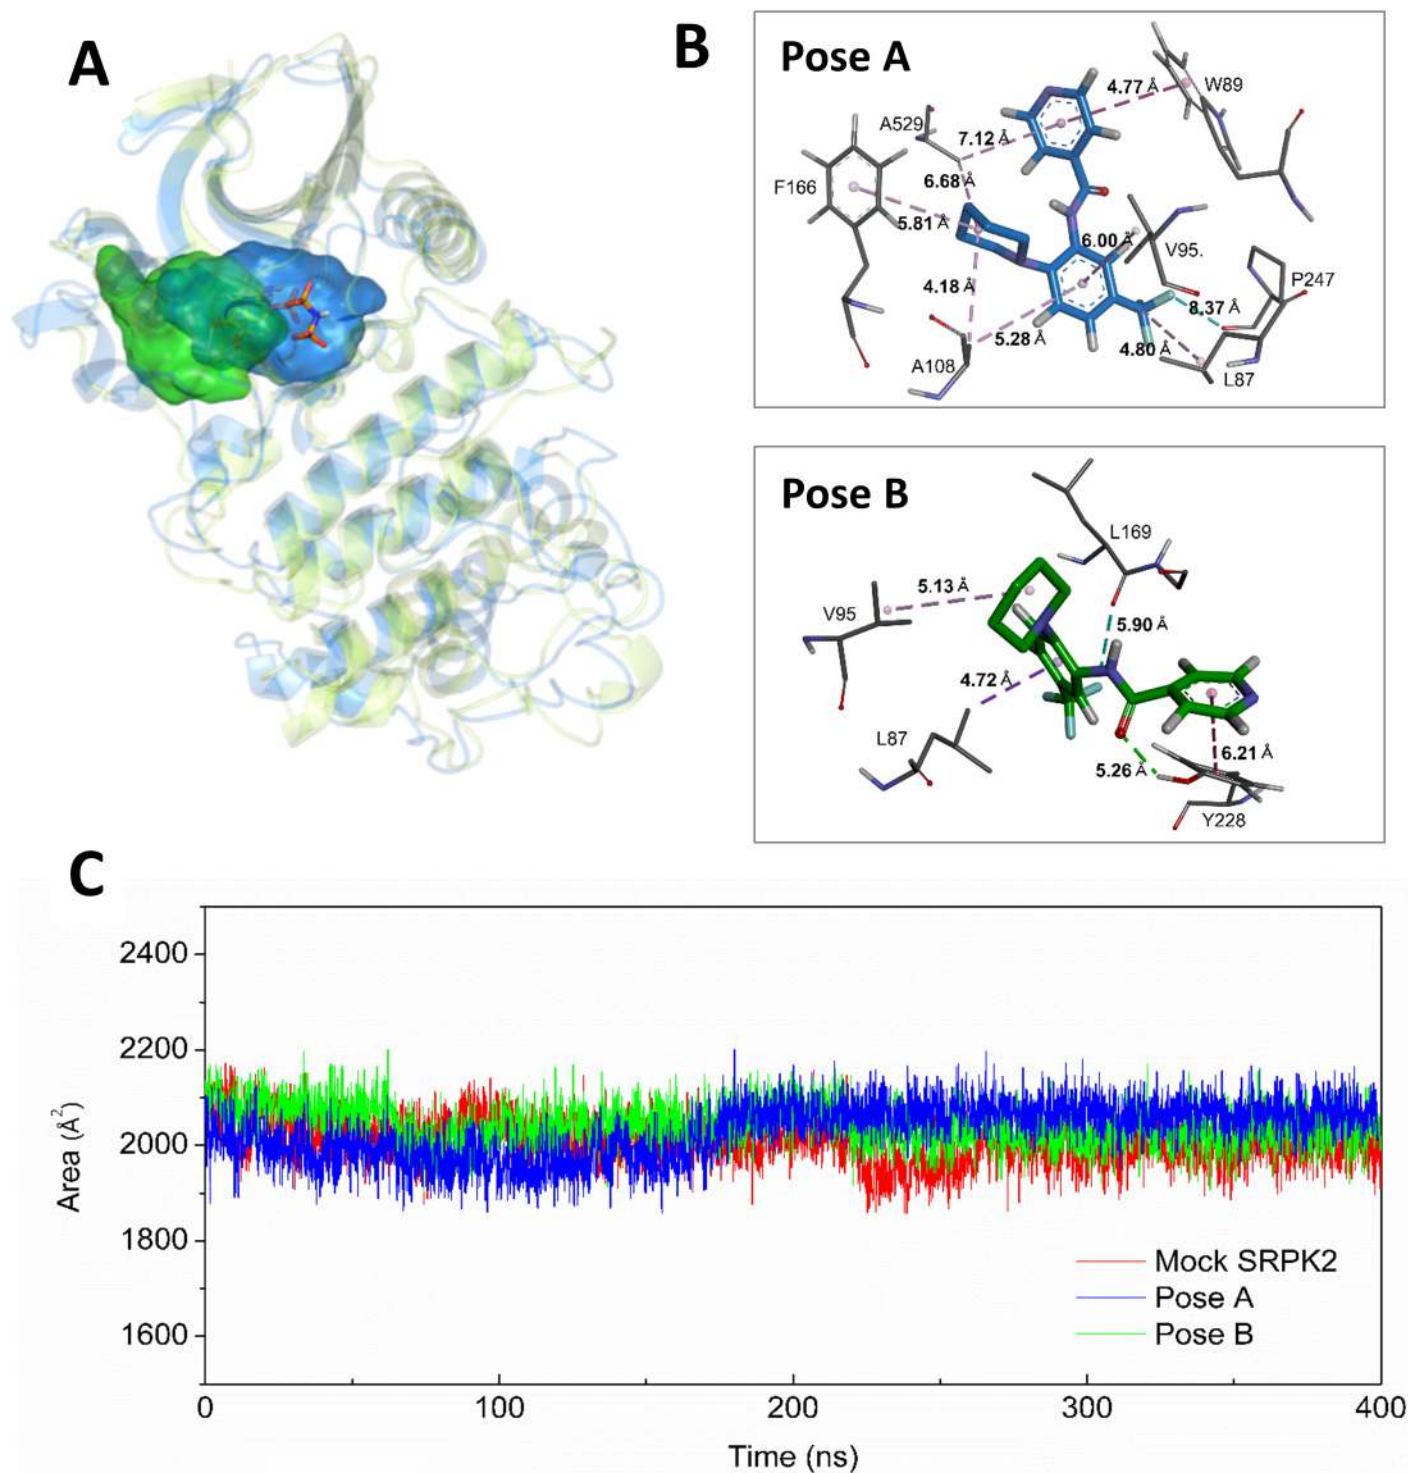 A
B
Pose A
4.77 Å
W89
A529
7.12 Å
F166
6.68 Å
5.81 Å
6.00 Å
V95.
P247
4.18 Å
8.37 Å
5.28 Å
4.80 Å
A108
L87
Pose B
L169
5.13 Å
V95
5.90 Å
4.72 Å
L87
6.21 Å
5.26 Å
Y228
C
2400
2200
2000
1800
1600
Area (Å²)
Mock SRPK2
Pose A
Pose B
0
100
200
300
400
Time (ns)